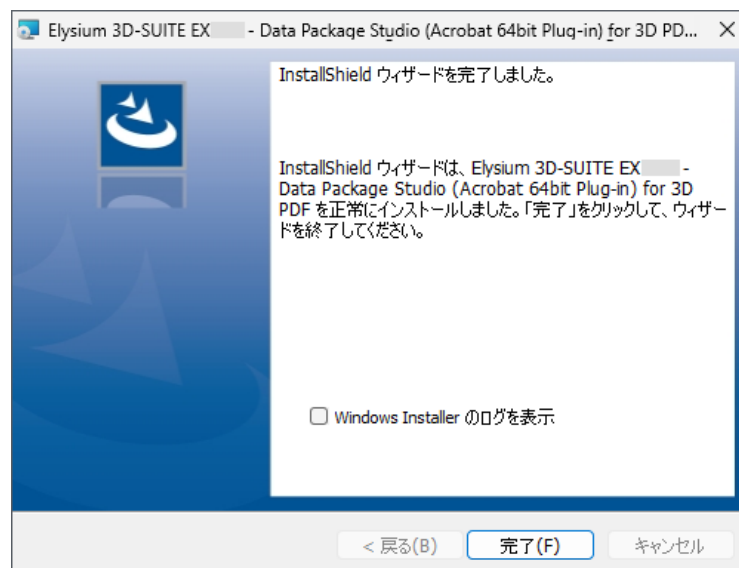 Elysium 3D-SUITE EX - Data Package Studio (Acrobat 64bit Plug-in) for 3D PD...
InstallShield ウィザードを完了しました。
InstallShield ウィザードは、Elysium 3D-SUITE EX -
Data Package Studio (Acrobat 64bit Plug-in) for 3D
PDF を正常にインストールしました。「完了」をクリックして、ウィザー
ドを終了してください。
Windows Installer のログを表示
< 戻る(B) 完了(F) キャンセル